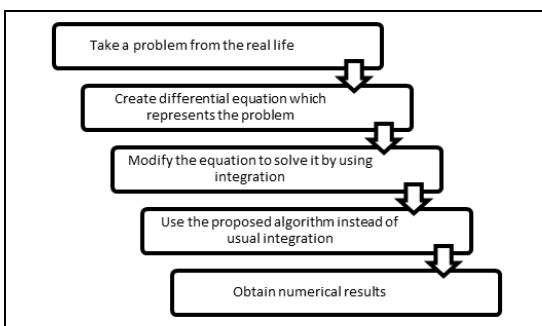 Take a problem from the real life
Create differential equation which
represents the problem
Modify the equation to solve it by using
integration
Use the proposed algorithm instead of
usual integration
Obtain numerical results